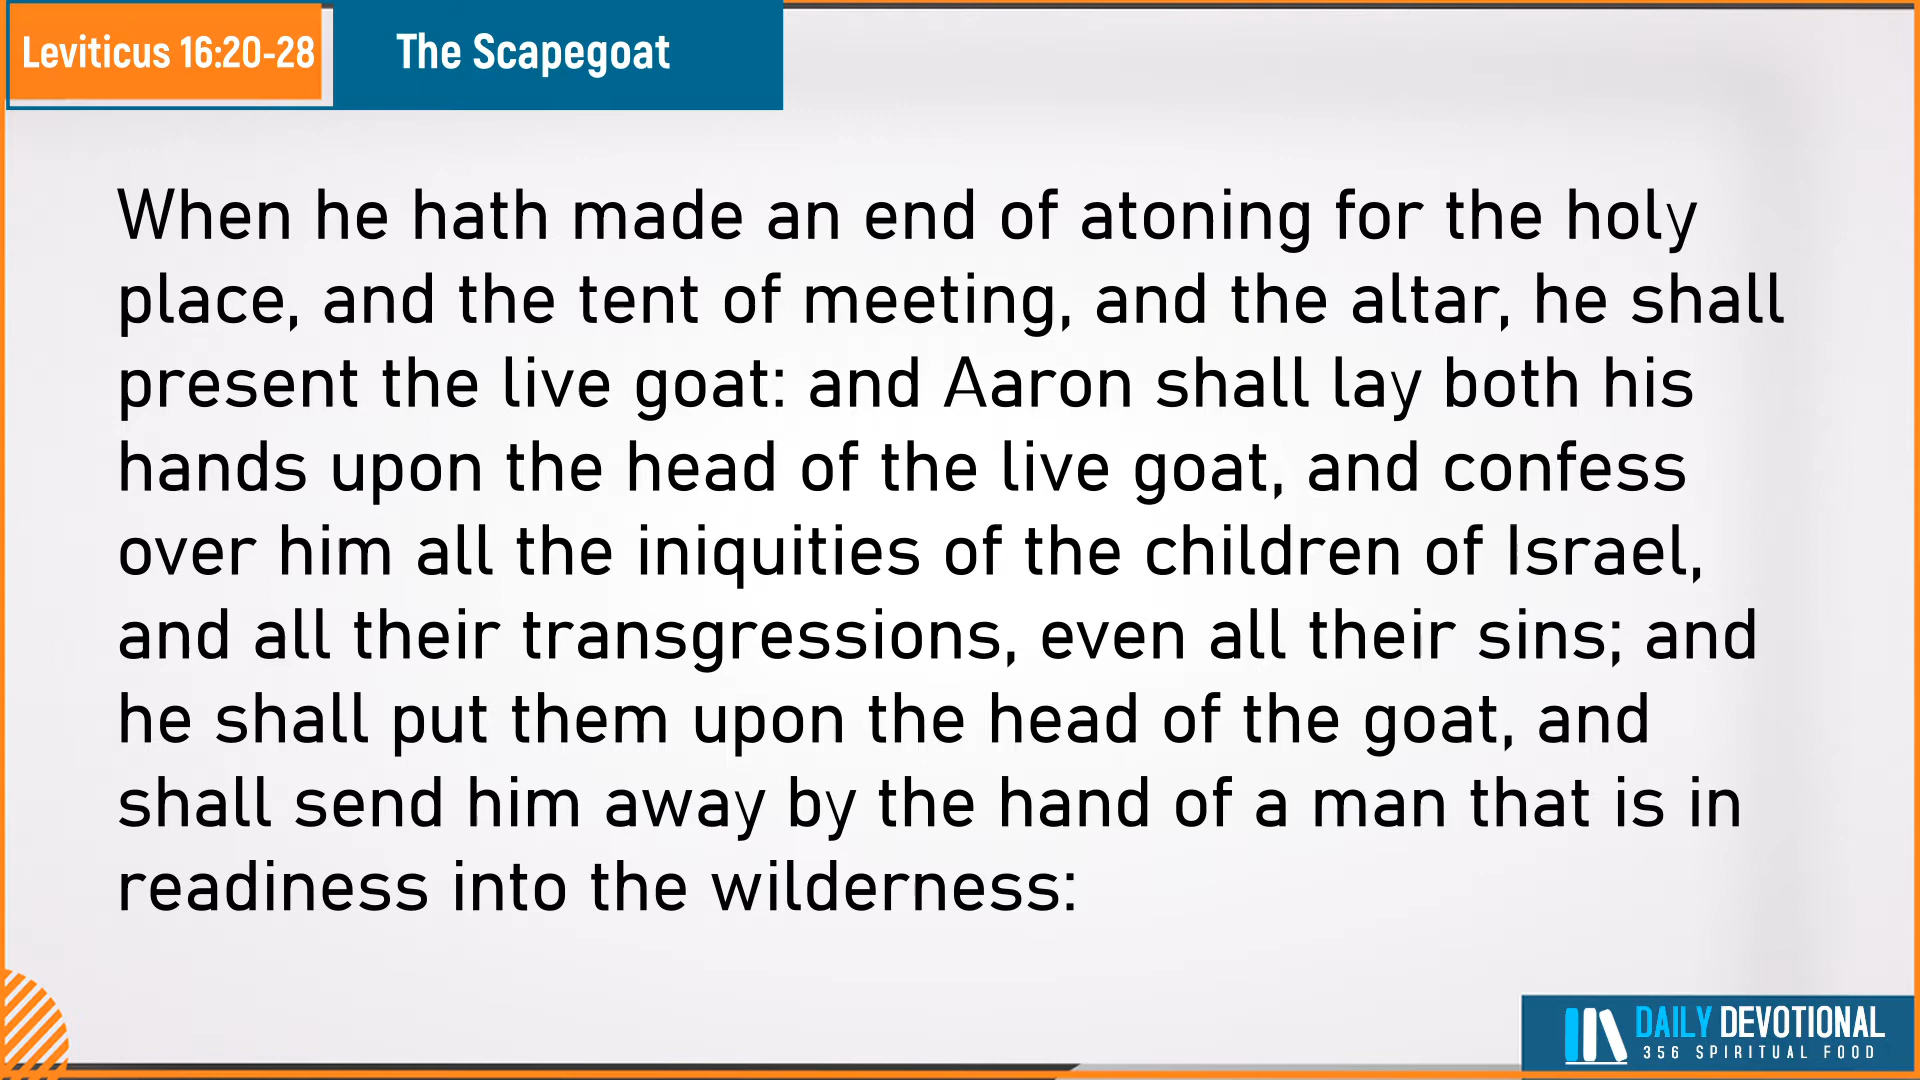 Leviticus 16:20-28
The Scapegoat
When he hath made an end of atoning for the holy
place, and the tent of meeting, and the altar, he shall
present the live goat: and Aaron shall lay both his
hands upon the head of the live goat, and confess
over him all the iniquities of the children of Israel,
and all their transgressions, even all their sins; and
he shall put them upon the head of the goat, and
shall send him away by the hand of a man that is in
readiness into the wilderness:
DAILY DEVOTIONAL
356 SPIRITUAL FOOD